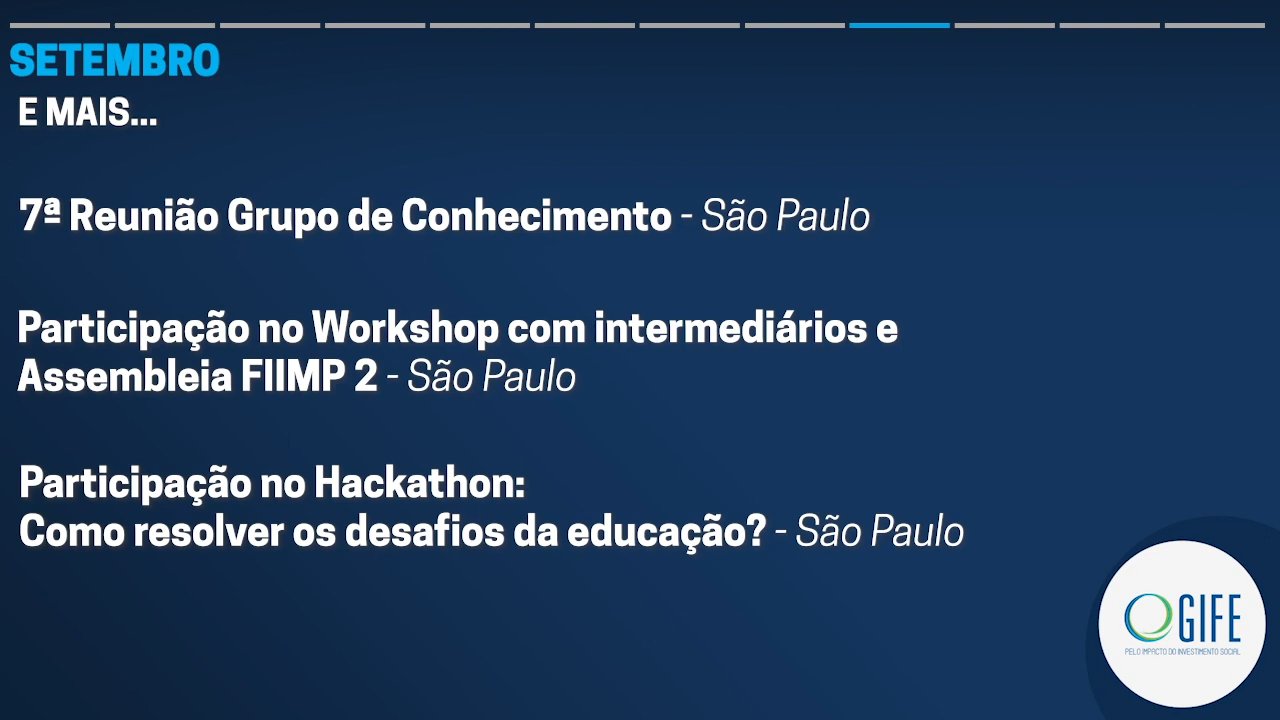 SETEMBRO
E MAIS...
7ª Reunião Grupo de Conhecimento - São Paulo
Participação no Workshop com intermediários e
Assembleia FIIMP 2 - São Paulo
Participação no Hackathon:
Como resolver os desafios da educação? - São Paulo
GIFE
PELO IMPACTO DO INVESTIMENTO SOCIAL